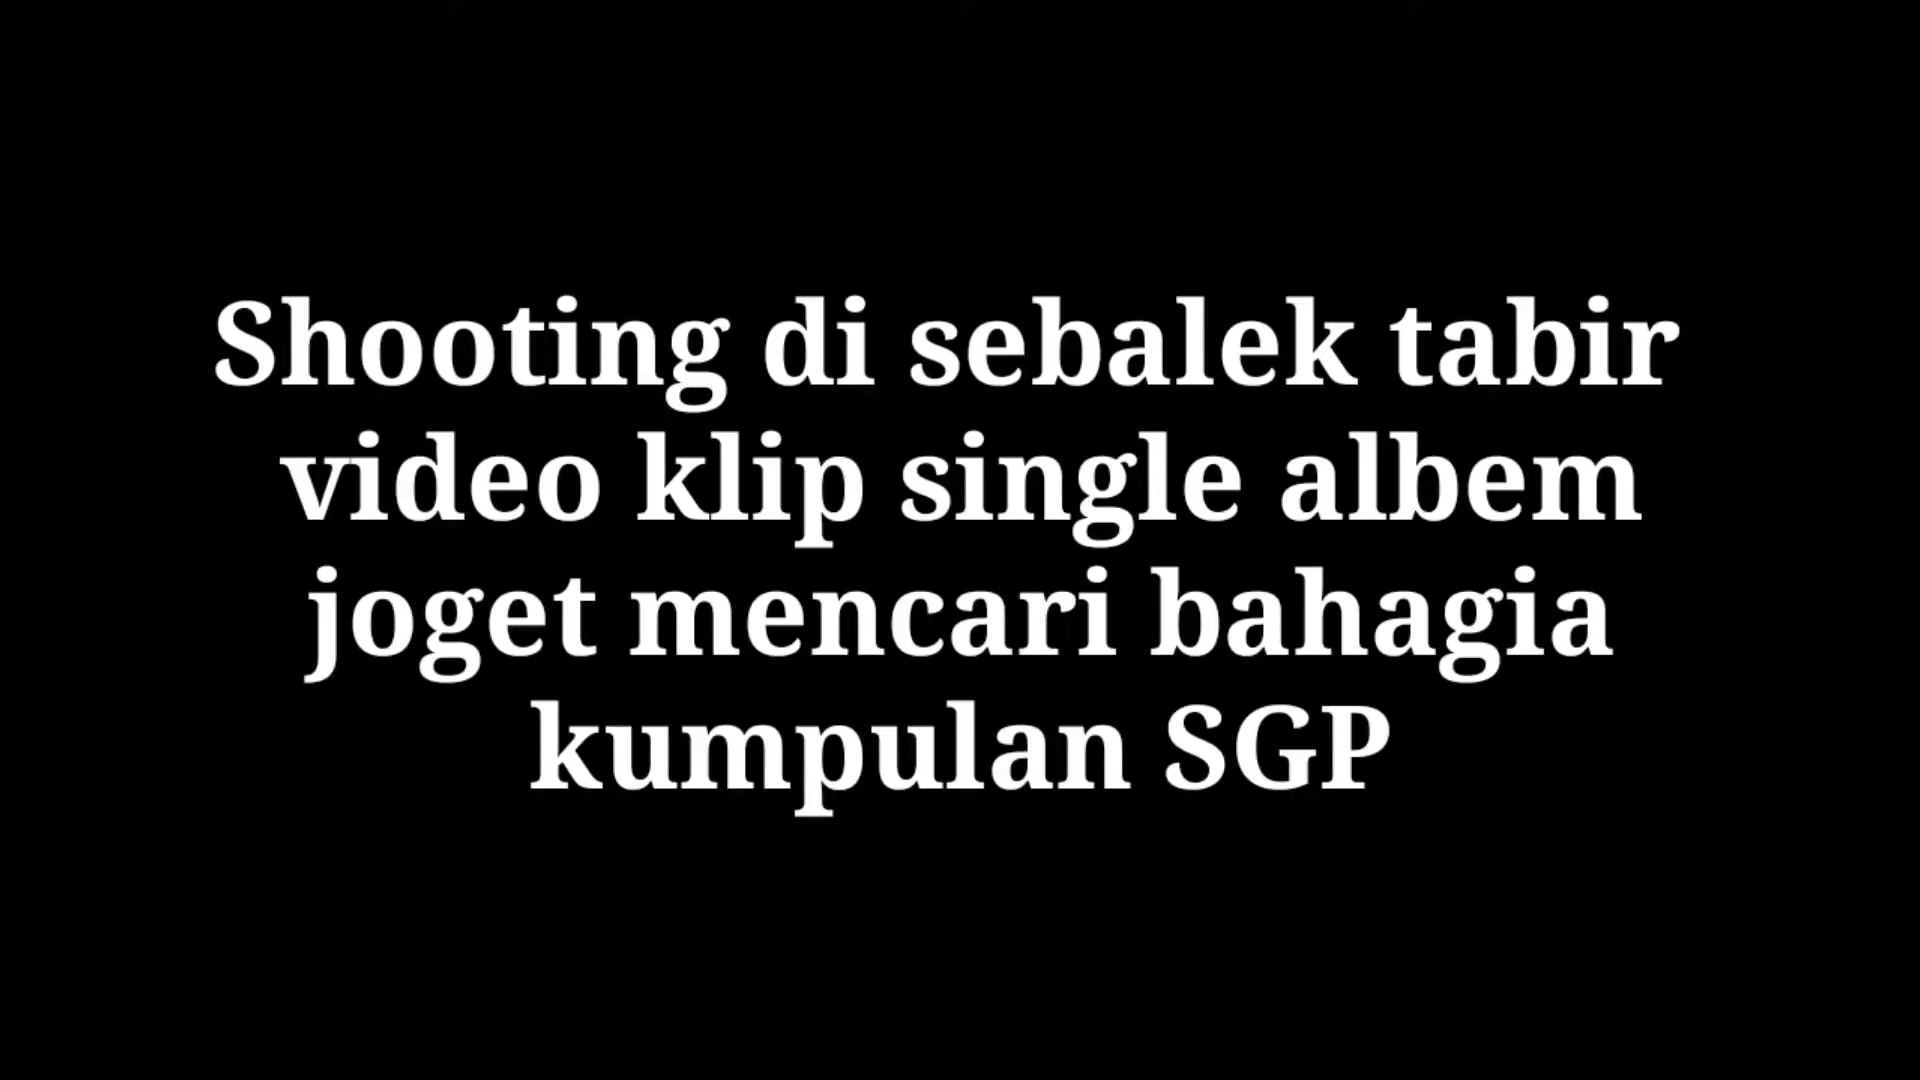 Shooting di sebalek tabir
video klip single albem
joget mencari bahagia
kumpulan SGP